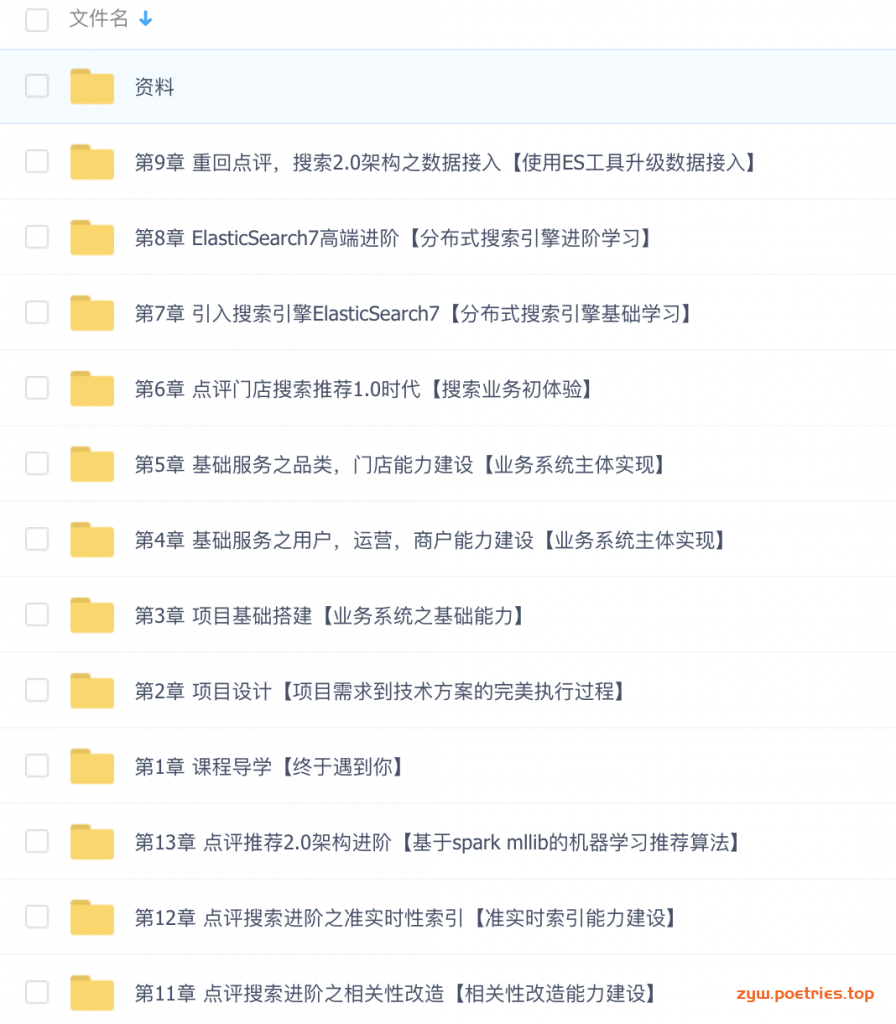 文件名
资料
第9章 重回点评，搜索2.0架构之数据接入【使用ES工具升级数据接入】
第8章 ElasticSearch7高端进阶【分布式搜索引擎进阶学习】
第7章 引入搜索引擎ElasticSearch7【分布式搜索引擎基础学习】
第6章 点评门店搜索推荐1.0时代【搜索业务初体验】
第5章 基础服务之品类，门店能力建设【业务系统主体实现】
第4章 基础服务之用户，运营，商户能力建设【业务系统主体实现】
第3章 项目基础搭建【业务系统之基础能力】
第2章 项目设计【项目需求到技术方案的完美执行过程】
第1章 课程导学【终于遇到你】
第13章 点评推荐2.0架构进阶【基于spark mllib的机器学习推荐算法】
第12章 点评搜索进阶之准实时性索引【准实时索引能力建设】
第11章 点评搜索进阶之相关性改造【相关性改造能力建设】
zyw.poetries.top